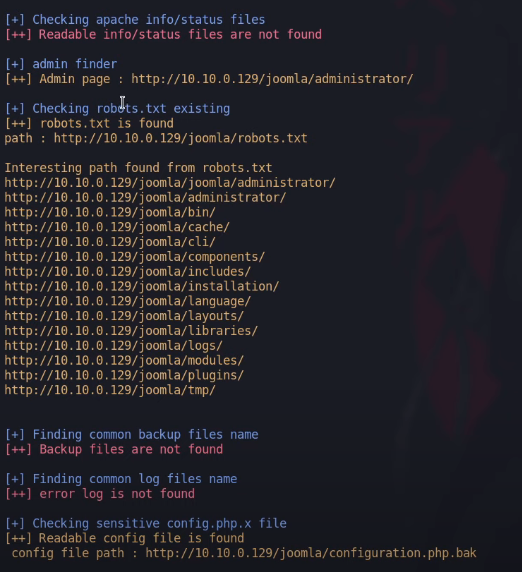 [+] Checking apache info/status files
[++] Readable info/status files are not found
[+] admin finder
[++] Admin page : http://10.10.0.129/joomla/administrator/
[+] Checking robots.txt existing
[++] robots.txt is found
path : http://10.10.0.129/joomla/robots.txt
Interesting path found from robots.txt
http://10.10.0.129/joomla/joomla/administrator/
http://10.10.0.129/joomla/administrator/
http://10.10.0.129/joomla/bin/
http://10.10.0.129/joomla/cache/
http://10.10.0.129/joomla/cli/
http://10.10.0.129/joomla/components/
http://10.10.0.129/joomla/includes/
http://10.10.0.129/joomla/installation/
http://10.10.0.129/joomla/language/
http://10.10.0.129/joomla/layouts/
http://10.10.0.129/joomla/libraries/
http://10.10.0.129/joomla/logs/
http://10.10.0.129/joomla/modules/
http://10.10.0.129/joomla/plugins/
http://10.10.0.129/joomla/tmp/
[+] Finding common backup files name
[++] Backup files are not found
[+] Finding common log files name
[++] error log is not found
[+] Checking sensitive config.php.x file
[++] Readable config file is found
config file path : http://10.10.0.129/joomla/configuration.php.bak